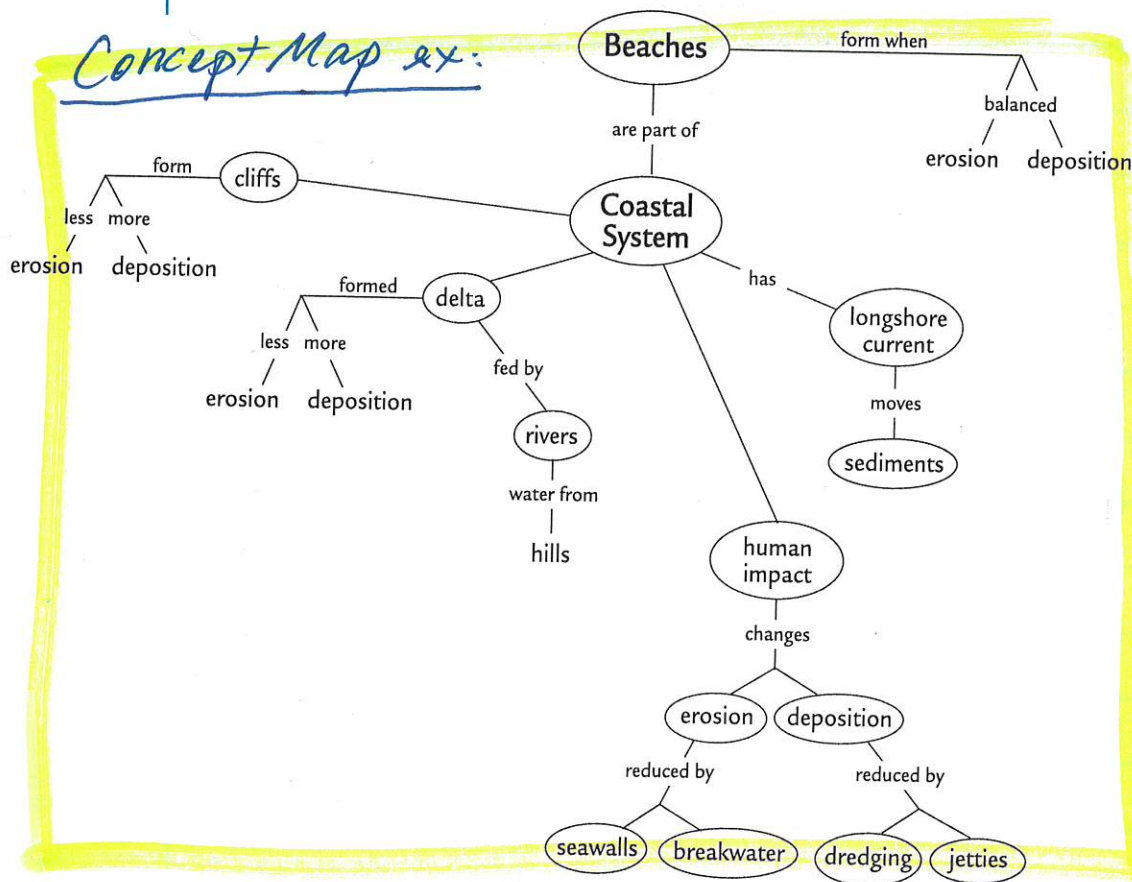 Concept Map ex:
Beaches
form when
balanced
erosion
deposition
are part of
Coastal
System
cliffs
form
less
more
erosion
deposition
delta
formed
less
more
erosion
deposition
fed by
rivers
water from
hills
has
longshore
current
moves
sediments
human
impact
changes
erosion
deposition
reduced by
reduced by
seawalls
breakwater
dredging
jetties